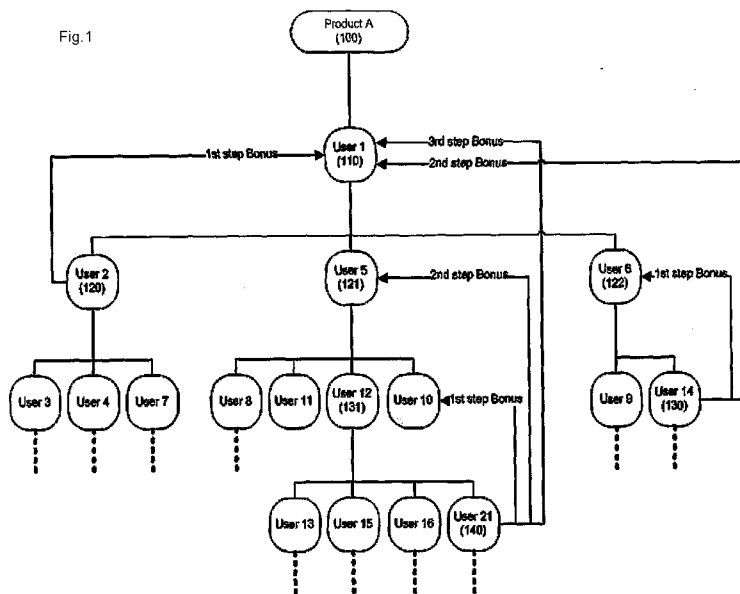 Fig.1
Product A
(100)
User 1
(110)
1st step Bonus
3rd step Bonus
2nd step Bonus
User 2
(120)
User 5
(121)
2nd step Bonus
User 6
(122)
1st step Bonus
User 3
User 4
User 7
User 8
User 11
User 12
(131)
User 10
1st step Bonus
User 9
User 14
(130)
User 13
User 15
User 16
User 21
(140)